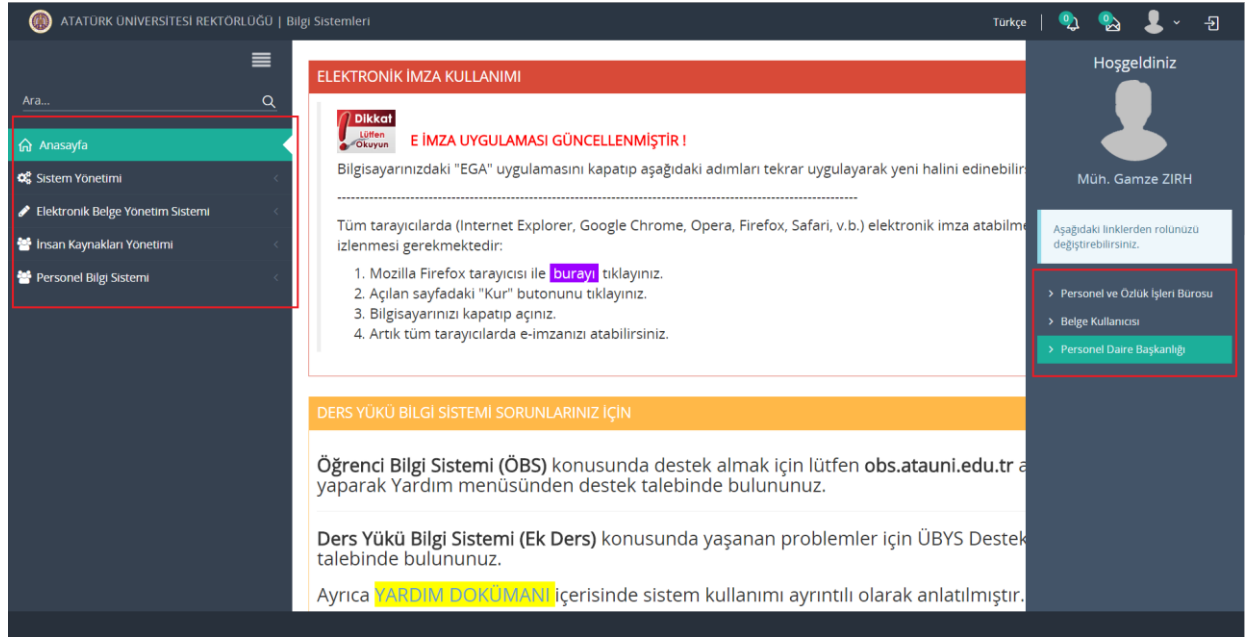 ATATÜRK ÜNİVERSİTESİ REKTÖRLÜĞÜ | Bilgi Sistemleri
Türkçe
0
0
Ara...
Anasayfa
Sistem Yönetimi
Elektronik Belge Yönetim Sistemi
İnsan Kaynakları Yönetimi
Personel Bilgi Sistemi
ELEKTRONİK İMZA KULLANIMI
Dikkat
Lütfen
Okuyun
E İMZA UYGULAMASI GÜNCELLENMİŞTİR !
Bilgisayarınızdaki "EGA" uygulamasını kapatıp aşağıdaki adımları tekrar uygulayarak yeni halini edinebilirs
--------------------------------------------------------------------------------------------------------
Tüm tarayıcılarda (Internet Explorer, Google Chrome, Opera, Firefox, Safari, v.b.) elektronik imza atabilme
izlenmesi gerekmektedir:
1. Mozilla Firefox tarayıcısı ile burayı tıklayınız.
2. Açılan sayfadaki "Kur" butonunu tıklayınız.
3. Bilgisayarınızı kapatıp açınız.
4. Artık tüm tarayıcılarda e-imzanızı atabilirsiniz.
DERS YÜKÜ BİLGİ SİSTEMİ SORUNLARINIZ İÇİN
Öğrenci Bilgi Sistemi (ÖBS) konusunda destek almak için lütfen obs.atauni.edu.tr a
yaparak Yardım menüsünden destek talebinde bulununuz.
Ders Yükü Bilgi Sistemi (Ek Ders) konusunda yaşanan problemler için ÜBYS Destek
talebinde bulununuz.
Ayrıca YARDIM DOKÜMANI içerisinde sistem kullanımı ayrıntılı olarak anlatılmıştır.
Hoşgeldiniz
Müh. Gamze ZIRH
Aşağıdaki linklerden rolünüzü
değiştirebilirsiniz.
> Personel ve Özlük İşleri Bürosu
> Belge Kullanıcısı
> Personel Daire Başkanlığı